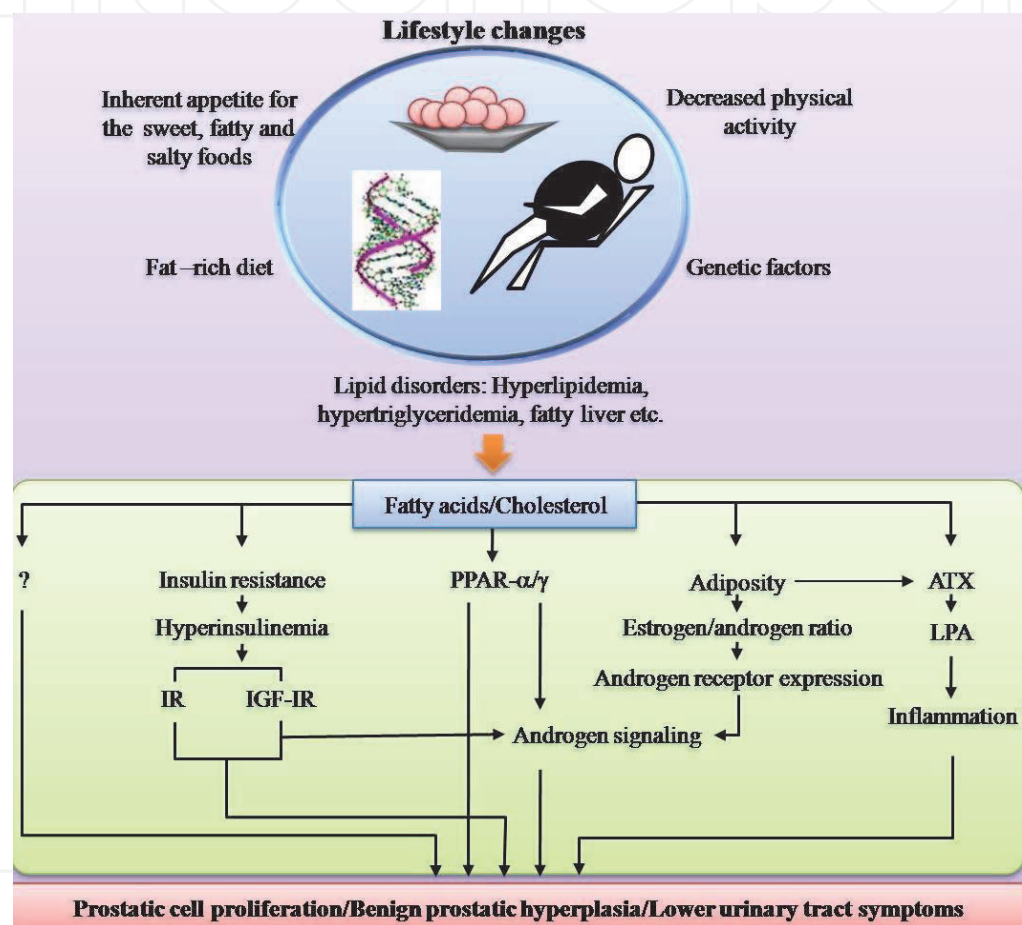 Lifestyle changes
Inherent appetite for
the sweet, fatty and
salty foods
Decreased physical
activity
Fat –rich diet
Genetic factors
Lipid disorders: Hyperlipidemia,
hypertriglyceridemia, fatty liver etc.
Fatty acids/Cholesterol
?
Insulin resistance
PPAR-α/γ
Adiposity
ATX
Hyperinsulinemia
Estrogen/androgen ratio
LPA
IR
IGF-IR
Androgen receptor expression
Androgen signaling
Inflammation
Prostatic cell proliferation/Benign prostatic hyperplasia/Lower urinary tract symptoms